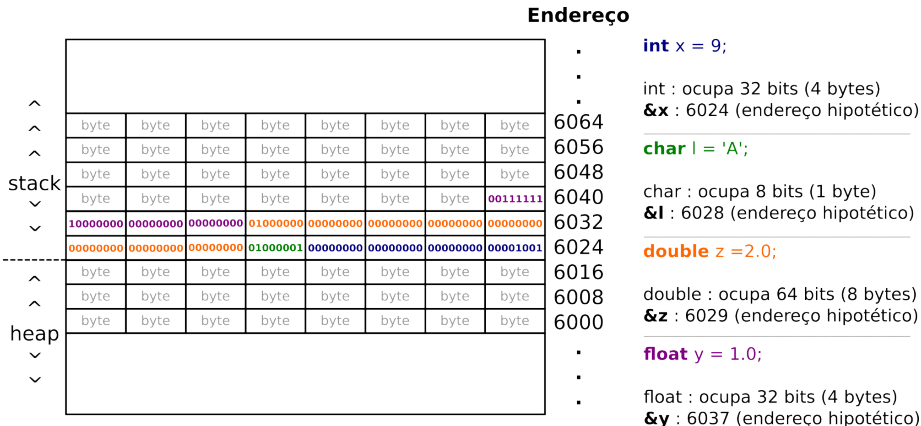 Endereço
.
.
^ .
^ byte byte byte byte byte byte byte byte 6064
^ byte byte byte byte byte byte byte byte 6056
stack byte byte byte byte byte byte byte byte 6048
byte byte byte byte byte byte byte 00111111 6040
10000000 00000000 00000000 01000000 00000000 00000000 00000000 00000000 6032
00000000 00000000 00000000 01000001 00000000 00000000 00000000 00001001 6024
^ byte byte byte byte byte byte byte byte 6016
^ byte byte byte byte byte byte byte byte 6008
heap byte byte byte byte byte byte byte byte 6000
.
.
.
int x = 9;
int : ocupa 32 bits (4 bytes)
&x : 6024 (endereço hipotético)
char l = 'A';
char : ocupa 8 bits (1 byte)
&l : 6028 (endereço hipotético)
double z =2.0;
double : ocupa 64 bits (8 bytes)
&z : 6029 (endereço hipotético)
float y = 1.0;
float : ocupa 32 bits (4 bytes)
&y : 6037 (endereço hipotético)